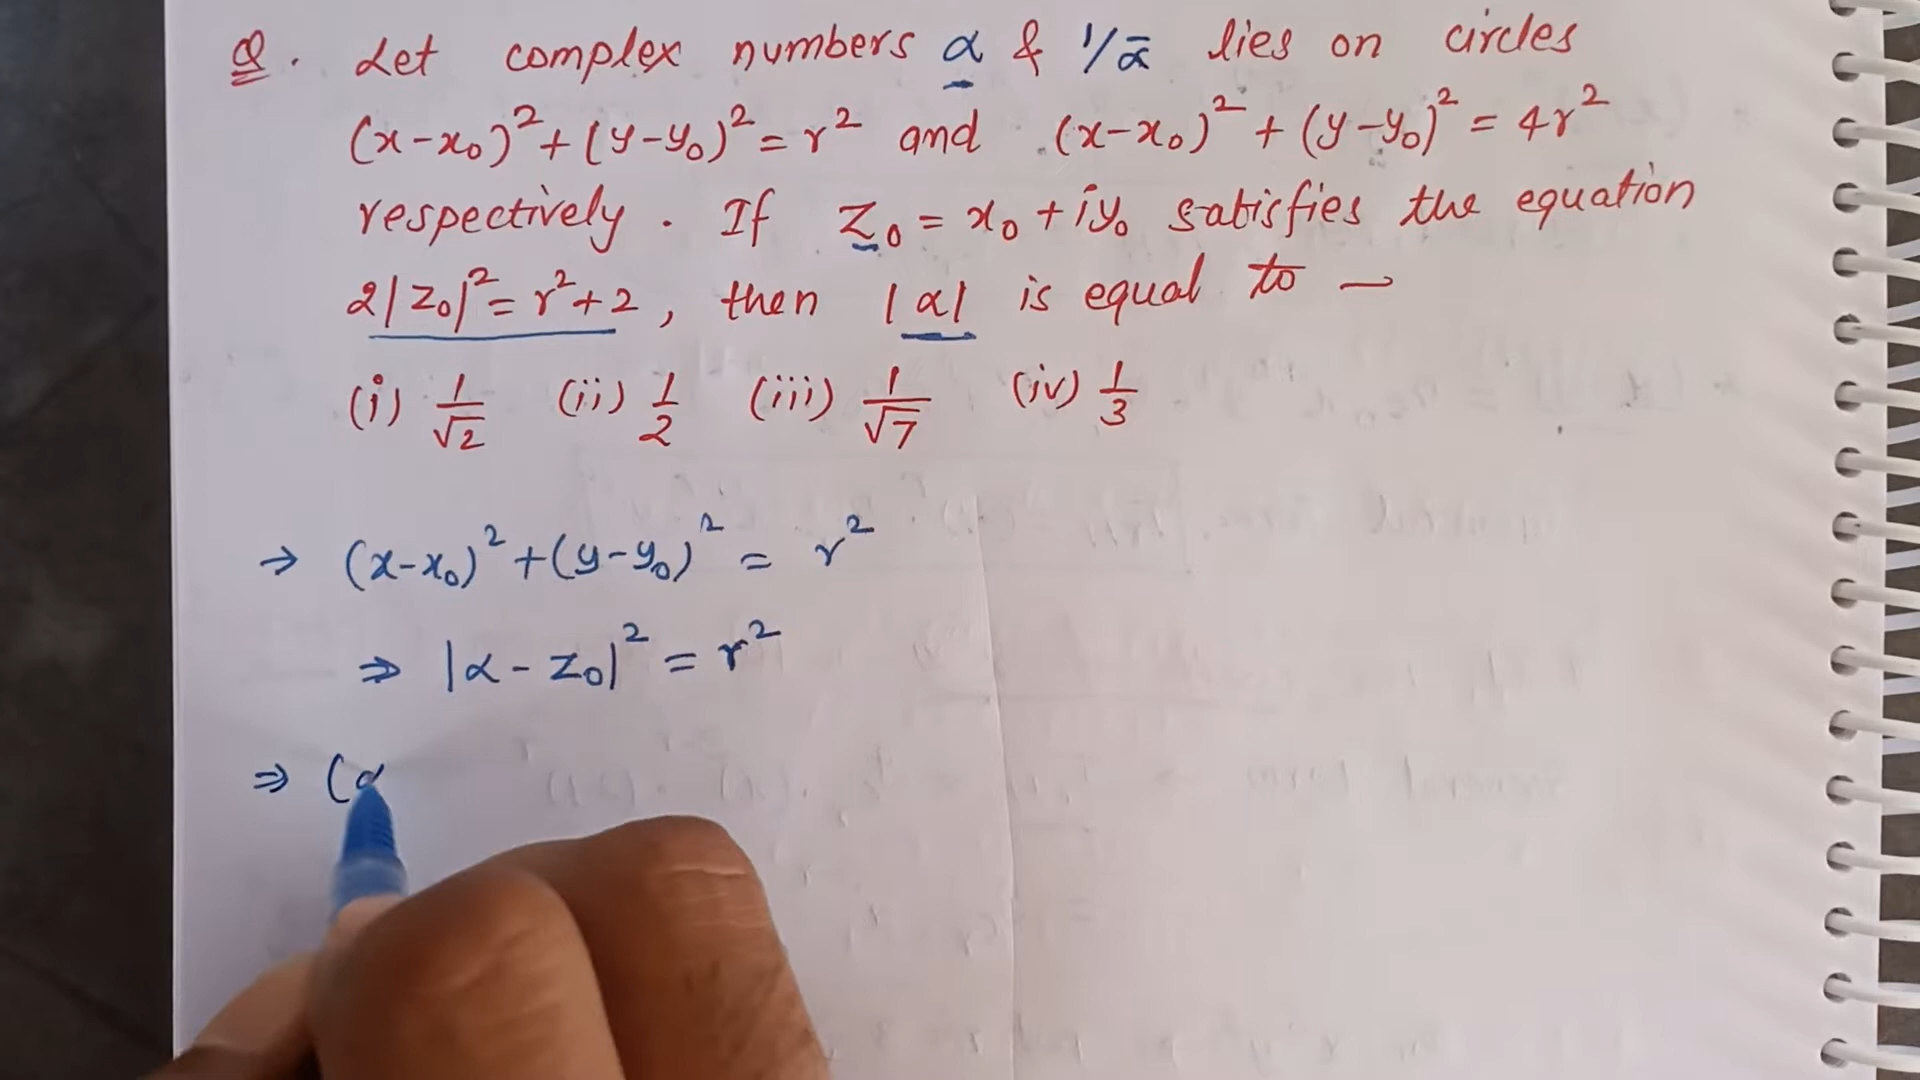 Q. Let complex numbers α & 1/ᾱ lies on circles
(x-x₀)²+(y-y₀)²=r² and (x-x₀)²+(y-y₀)²=4r²
respectively. If z₀=x₀+iy₀ satisfies the equation
2|z₀|²=r²+2, then |α| is equal to —
(i) 1/√2 (ii) 1/2 (iii) 1/√7 (iv) 1/3
→ (x-x₀)²+(y-y₀)² = r²
⇒ |α-z₀|² = r²
⇒ (α